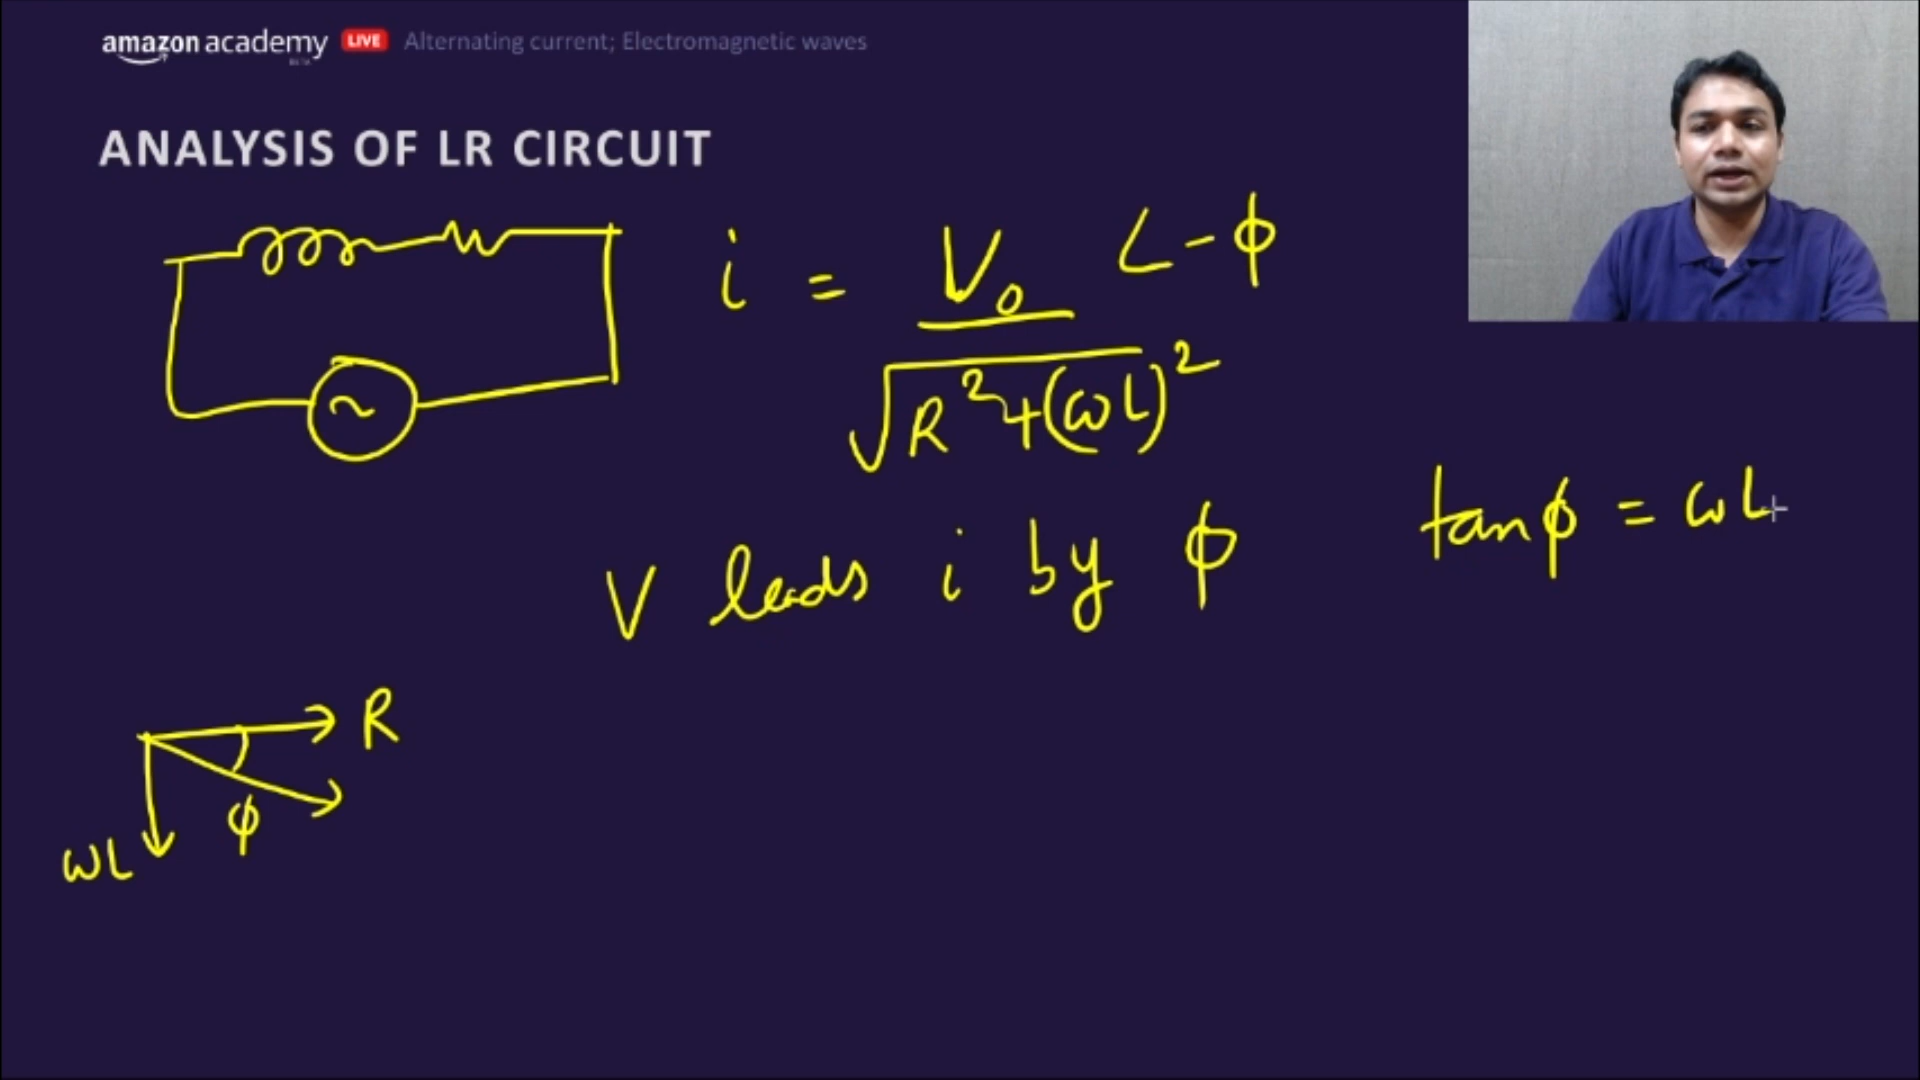 amazon academy LIVE Alternating current; Electromagnetic waves
BETA
ANALYSIS OF LR CIRCUIT
i = V₀ ∠-ϕ
√R²+(ωL)²
tanϕ = ωL
V leads i by ϕ
R
ϕ
ωL
~